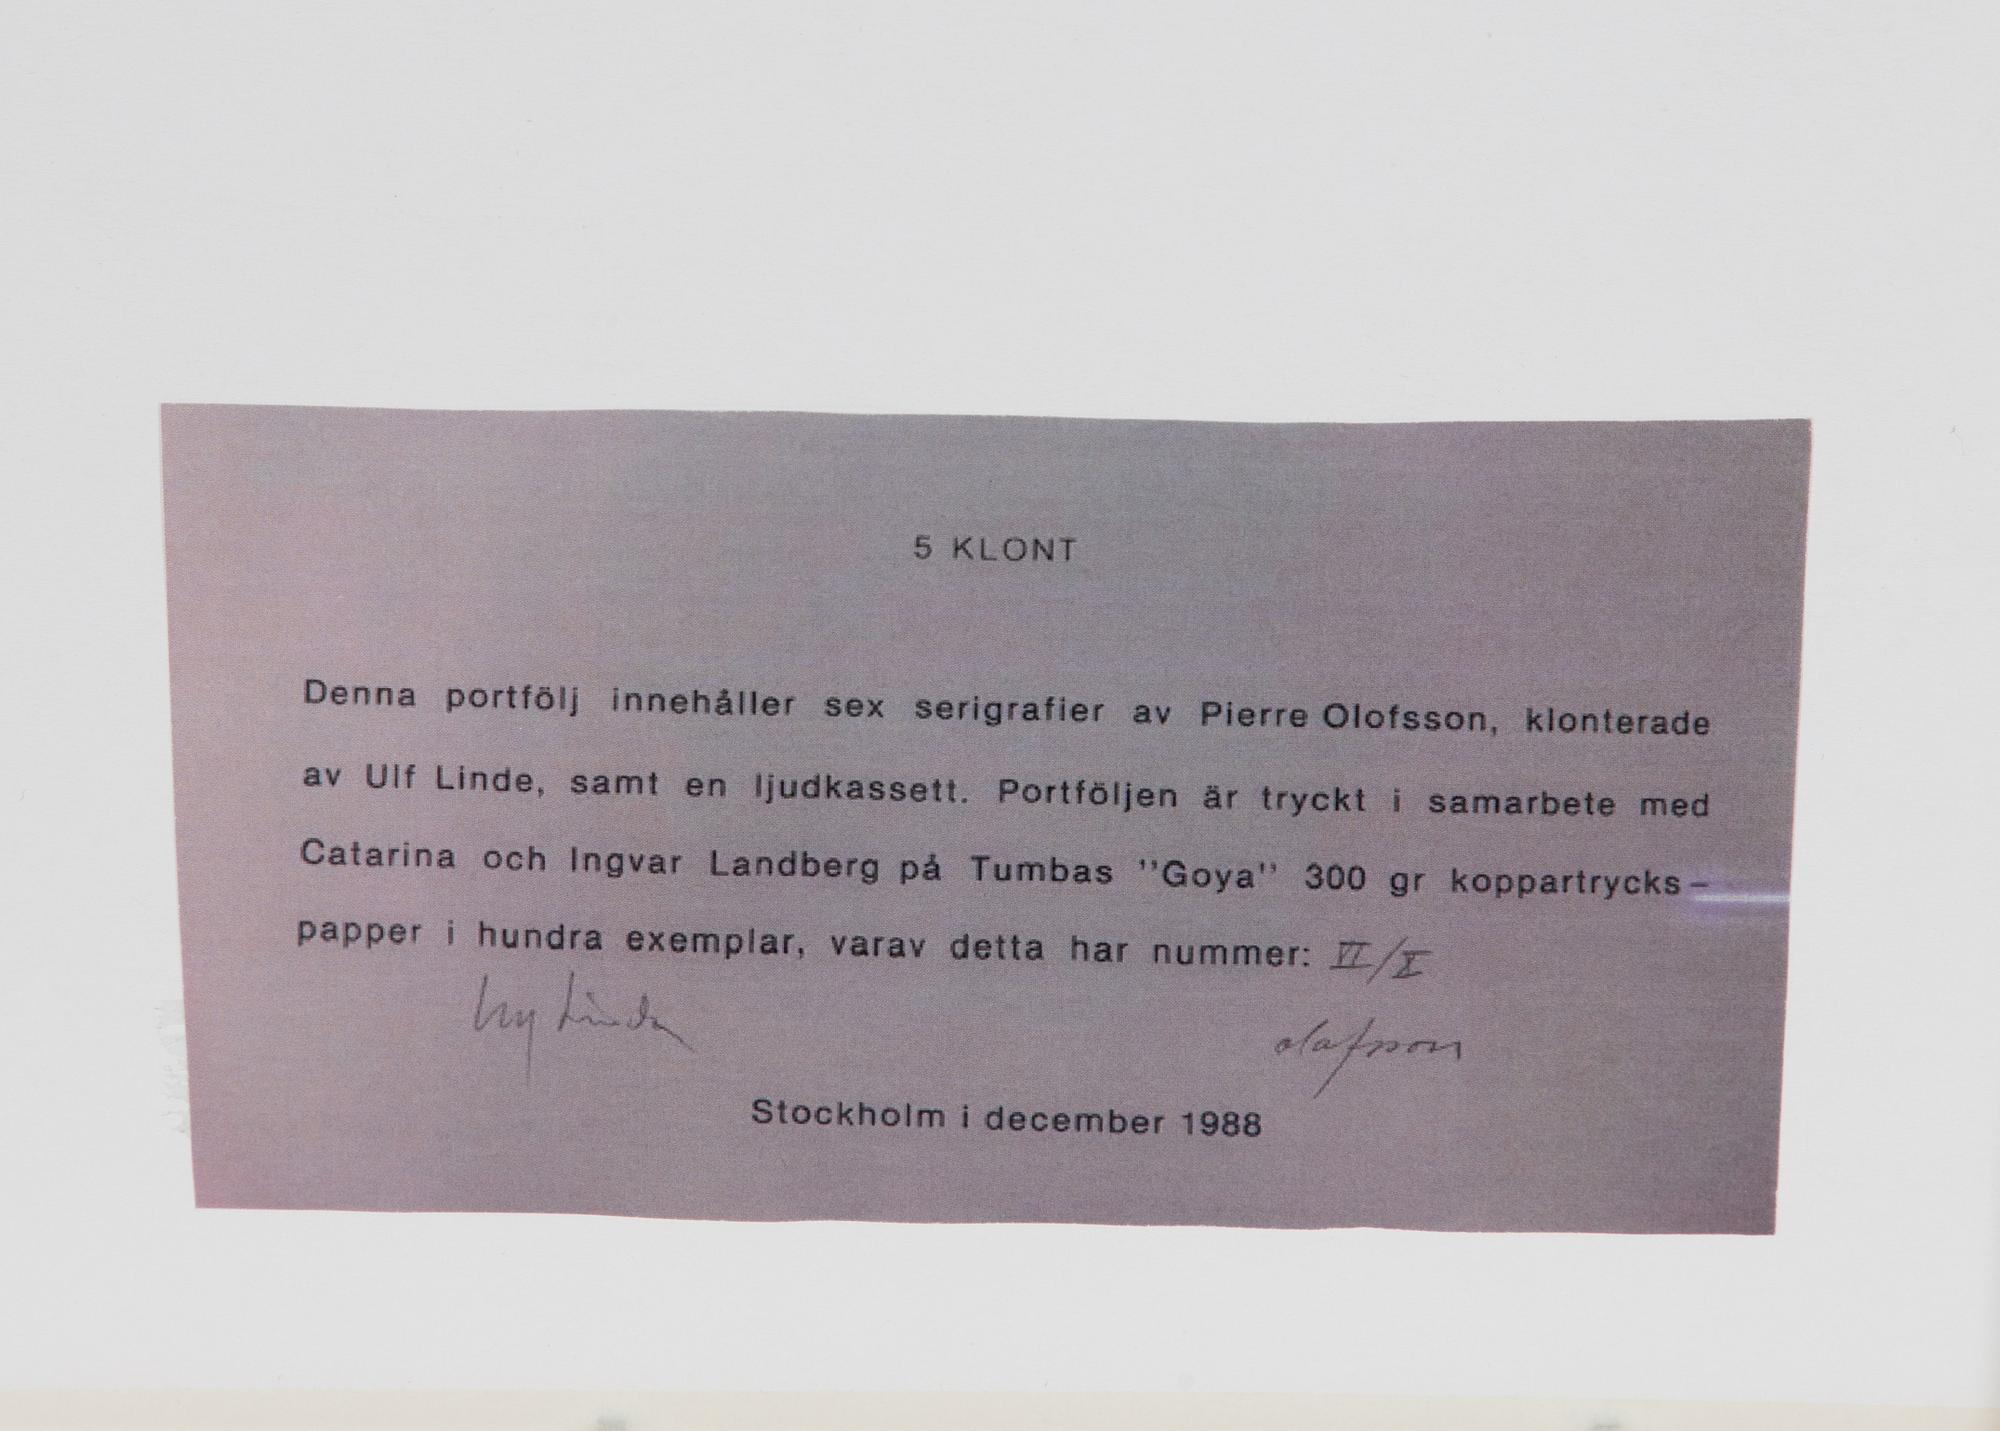 5 KLONT
Denna portfölj innehåller sex serigrafier av Pierre Olofsson, klonterade
av Ulf Linde, samt en ljudkassett. Portföljen är tryckt i samarbete med
Catarina och Ingvar Landberg på Tumbas "Goya" 300 gr koppartrycks-
papper i hundra exemplar, varav detta har nummer: VI/X
Linde olofsson
Stockholm i december 1988